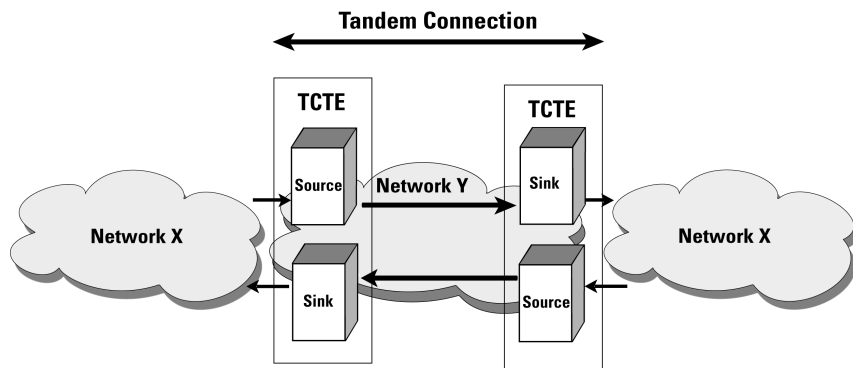 Tandem Connection
TCTE
TCTE
Source
Network Y
Sink
Network X
Network X
Sink
Source